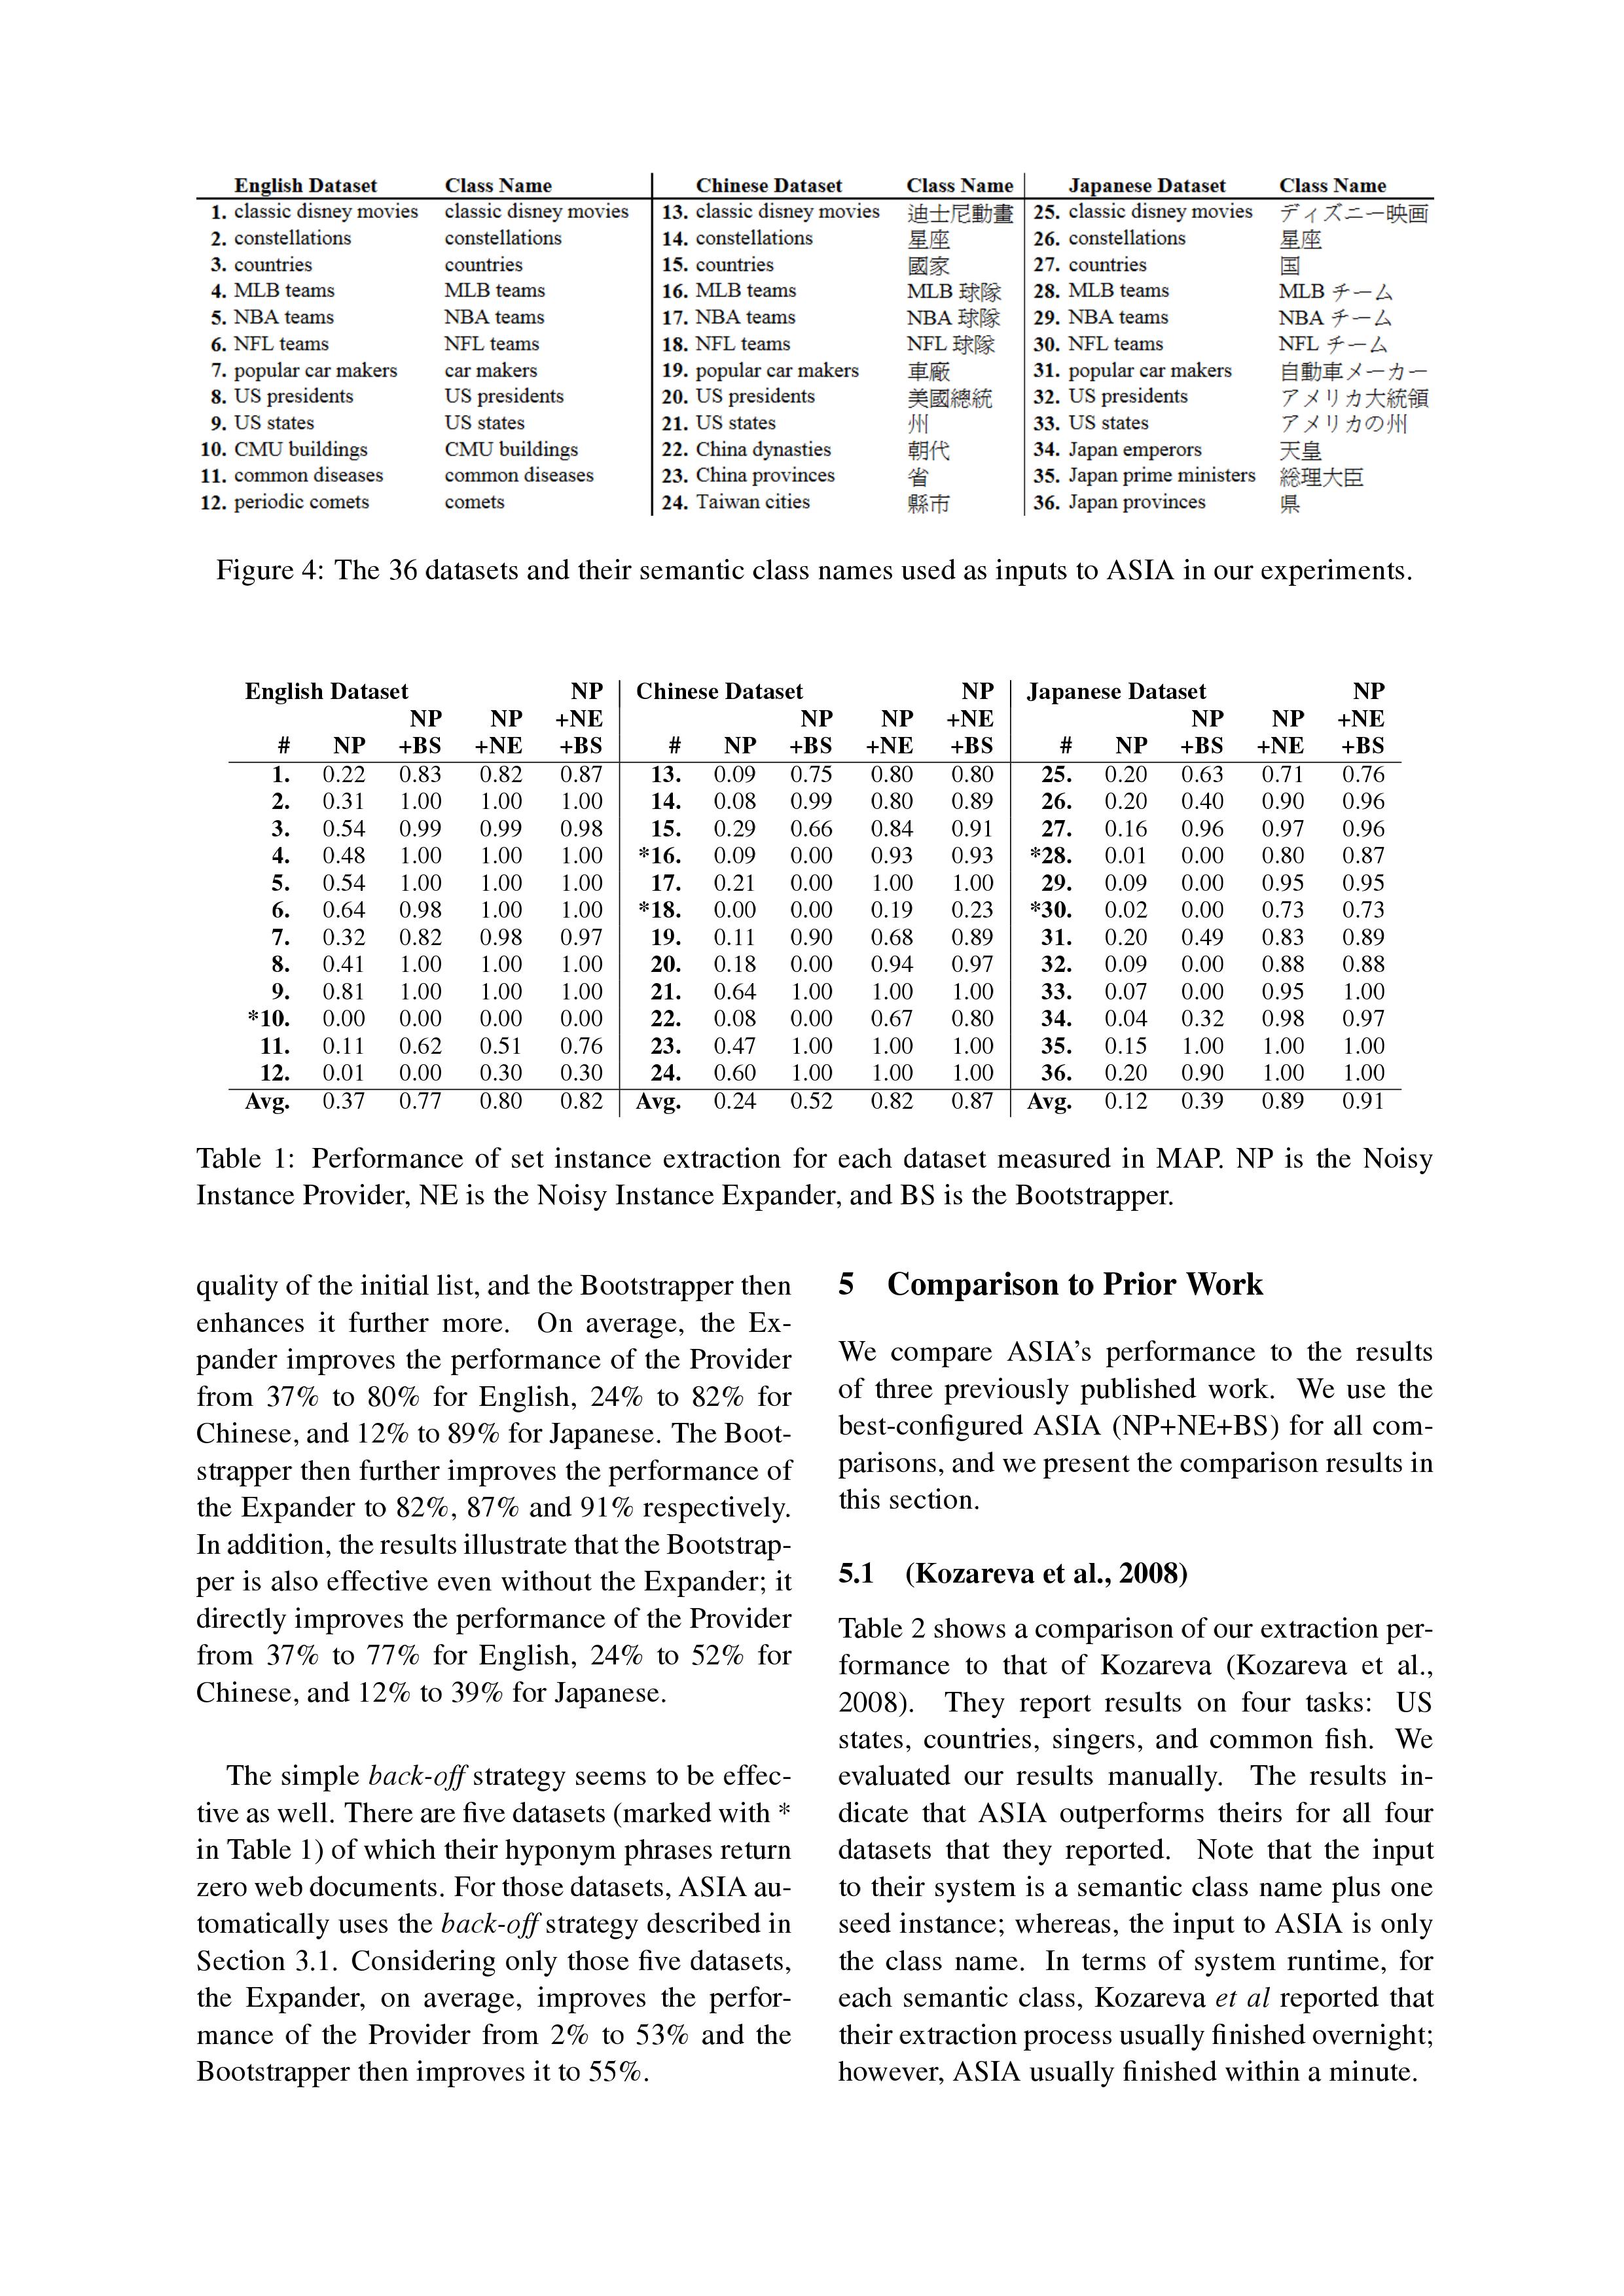 English Dataset Class Name Chinese Dataset Class Name Japanese Dataset Class Name
1. classic disney movies classic disney movies 13. classic disney movies 迪士尼動畫 25. classic disney movies ディズニー映画
2. constellations constellations 14. constellations 星座 26. constellations 星座
3. countries countries 15. countries 國家 27. countries 国
4. MLB teams MLB teams 16. MLB teams MLB 球隊 28. MLB teams MLB チーム
5. NBA teams NBA teams 17. NBA teams NBA 球隊 29. NBA teams NBA チーム
6. NFL teams NFL teams 18. NFL teams NFL 球隊 30. NFL teams NFL チーム
7. popular car makers car makers 19. popular car makers 車廠 31. popular car makers 自動車メーカー
8. US presidents US presidents 20. US presidents 美國總統 32. US presidents アメリカ大統領
9. US states US states 21. US states 州 33. US states アメリカの州
10. CMU buildings CMU buildings 22. China dynasties 朝代 34. Japan emperors 天皇
11. common diseases common diseases 23. China provinces 省 35. Japan prime ministers 総理大臣
12. periodic comets comets 24. Taiwan cities 縣市 36. Japan provinces 県
Figure 4: The 36 datasets and their semantic class names used as inputs to ASIA in our experiments.
English Dataset NP Chinese Dataset NP Japanese Dataset NP
NP NP +NE NP NP +NE NP NP +NE
# NP +BS +NE +BS # NP +BS +NE +BS # NP +BS +NE +BS
1. 0.22 0.83 0.82 0.87 13. 0.09 0.75 0.80 0.80 25. 0.20 0.63 0.71 0.76
2. 0.31 1.00 1.00 1.00 14. 0.08 0.99 0.80 0.89 26. 0.20 0.40 0.90 0.96
3. 0.54 0.99 0.99 0.98 15. 0.29 0.66 0.84 0.91 27. 0.16 0.96 0.97 0.96
4. 0.48 1.00 1.00 1.00 *16. 0.09 0.00 0.93 0.93 *28. 0.01 0.00 0.80 0.87
5. 0.54 1.00 1.00 1.00 17. 0.21 0.00 1.00 1.00 29. 0.09 0.00 0.95 0.95
6. 0.64 0.98 1.00 1.00 *18. 0.00 0.00 0.19 0.23 *30. 0.02 0.00 0.73 0.73
7. 0.32 0.82 0.98 0.97 19. 0.11 0.90 0.68 0.89 31. 0.20 0.49 0.83 0.89
8. 0.41 1.00 1.00 1.00 20. 0.18 0.00 0.94 0.97 32. 0.09 0.00 0.88 0.88
9. 0.81 1.00 1.00 1.00 21. 0.64 1.00 1.00 1.00 33. 0.07 0.00 0.95 1.00
*10. 0.00 0.00 0.00 0.00 22. 0.08 0.00 0.67 0.80 34. 0.04 0.32 0.98 0.97
11. 0.11 0.62 0.51 0.76 23. 0.47 1.00 1.00 1.00 35. 0.15 1.00 1.00 1.00
12. 0.01 0.00 0.30 0.30 24. 0.60 1.00 1.00 1.00 36. 0.20 0.90 1.00 1.00
Avg. 0.37 0.77 0.80 0.82 Avg. 0.24 0.52 0.82 0.87 Avg. 0.12 0.39 0.89 0.91
Table 1: Performance of set instance extraction for each dataset measured in MAP. NP is the Noisy
Instance Provider, NE is the Noisy Instance Expander, and BS is the Bootstrapper.
quality of the initial list, and the Bootstrapper then
enhances it further more. On average, the Ex-
pander improves the performance of the Provider
from 37% to 80% for English, 24% to 82% for
Chinese, and 12% to 89% for Japanese. The Boot-
strapper then further improves the performance of
the Expander to 82%, 87% and 91% respectively.
In addition, the results illustrate that the Bootstrap-
per is also effective even without the Expander; it
directly improves the performance of the Provider
from 37% to 77% for English, 24% to 52% for
Chinese, and 12% to 39% for Japanese.
The simple back-off strategy seems to be effec-
tive as well. There are five datasets (marked with *
in Table 1) of which their hyponym phrases return
zero web documents. For those datasets, ASIA au-
tomatically uses the back-off strategy described in
Section 3.1. Considering only those five datasets,
the Expander, on average, improves the perfor-
mance of the Provider from 2% to 53% and the
Bootstrapper then improves it to 55%.
5 Comparison to Prior Work
We compare ASIA's performance to the results
of three previously published work. We use the
best-configured ASIA (NP+NE+BS) for all com-
parisons, and we present the comparison results in
this section.
5.1 (Kozareva et al., 2008)
Table 2 shows a comparison of our extraction per-
formance to that of Kozareva (Kozareva et al.,
2008). They report results on four tasks: US
states, countries, singers, and common fish. We
evaluated our results manually. The results in-
dicate that ASIA outperforms theirs for all four
datasets that they reported. Note that the input
to their system is a semantic class name plus one
seed instance; whereas, the input to ASIA is only
the class name. In terms of system runtime, for
each semantic class, Kozareva et al reported that
their extraction process usually finished overnight;
however, ASIA usually finished within a minute.